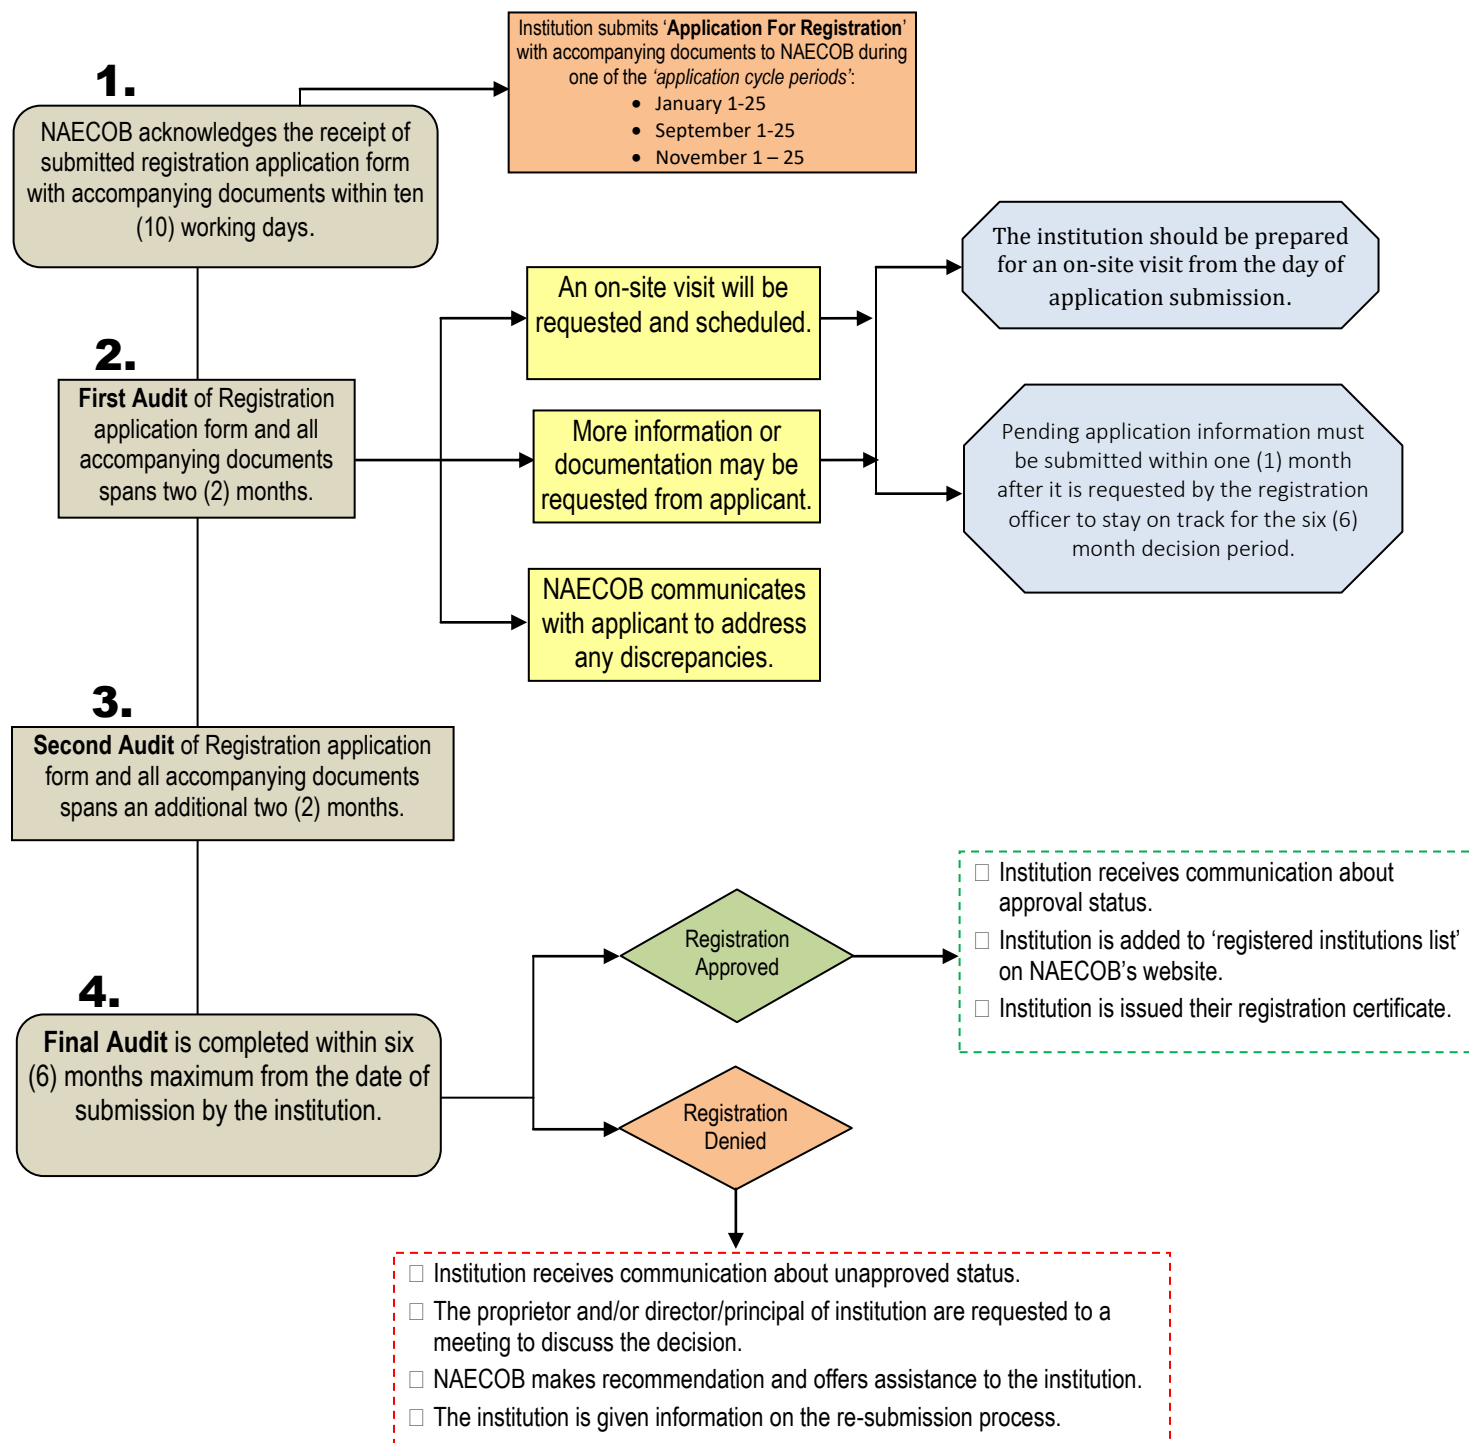 Institution submits ‘Application For Registration’
with accompanying documents to NAECOB during
one of the ‘application cycle periods’:
• January 1-25
• September 1-25
• November 1 – 25
1.
NAECOB acknowledges the receipt of
submitted registration application form
with accompanying documents within ten
(10) working days.
2.
First Audit of Registration
application form and all
accompanying documents
spans two (2) months.
An on-site visit will be
requested and scheduled.
More information or
documentation may be
requested from applicant.
NAECOB communicates
with applicant to address
any discrepancies.
The institution should be prepared
for an on-site visit from the day of
application submission.
Pending application information must
be submitted within one (1) month
after it is requested by the registration
officer to stay on track for the six (6)
month decision period.
3.
Second Audit of Registration application
form and all accompanying documents
spans an additional two (2) months.
4.
Final Audit is completed within six
(6) months maximum from the date of
submission by the institution.
Registration
Approved
□ Institution receives communication about
approval status.
□ Institution is added to ‘registered institutions list’
on NAECOB’s website.
□ Institution is issued their registration certificate.
Registration
Denied
□ Institution receives communication about unapproved status.
□ The proprietor and/or director/principal of institution are requested to a
meeting to discuss the decision.
□ NAECOB makes recommendation and offers assistance to the institution.
□ The institution is given information on the re-submission process.